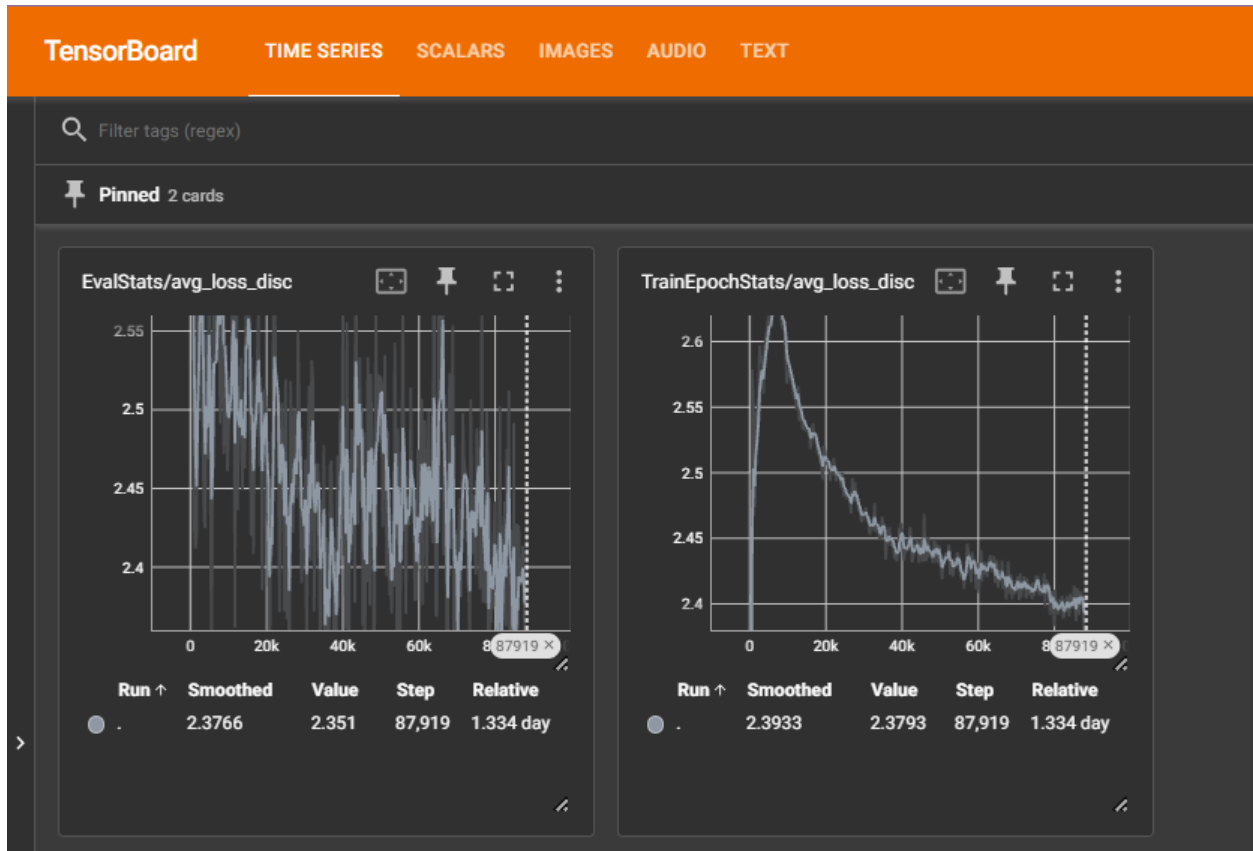 TensorBoard TIME SERIES SCALARS IMAGES AUDIO TEXT
Filter tags (regex)
Pinned 2 cards
EvalStats/avg_loss_disc
2.55
2.5
2.45
2.4
0 20k 40k 60k 8 87919 ×
Run ↑ Smoothed Value Step Relative
. 2.3766 2.351 87,919 1.334 day
TrainEpochStats/avg_loss_disc
2.6
2.55
2.5
2.45
2.4
0 20k 40k 60k 8 87919 ×
Run ↑ Smoothed Value Step Relative
. 2.3933 2.3793 87,919 1.334 day